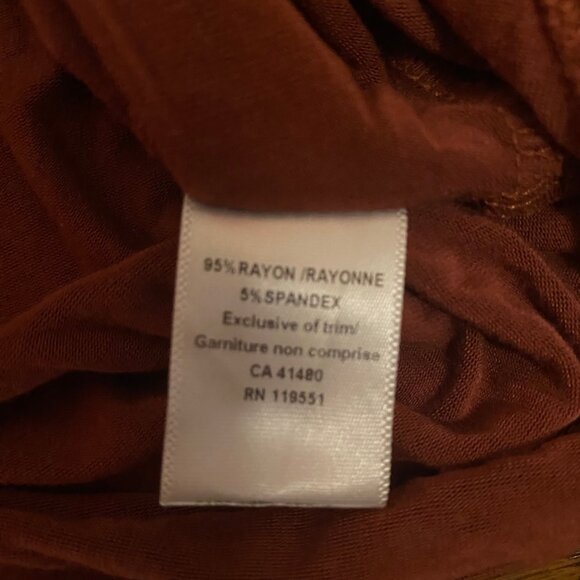 95% RAYON /RAYONNE
5% SPANDEX
Exclusive of trim/
Garniture non comprise
CA 41480
RN 119551